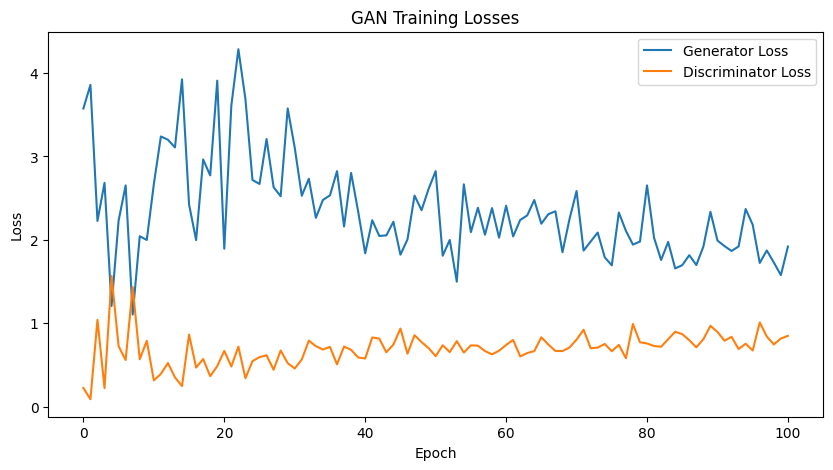 GAN Training Losses
Generator Loss
Discriminator Loss
Loss
4
3
2
1
0
0
20
40
60
80
100
Epoch